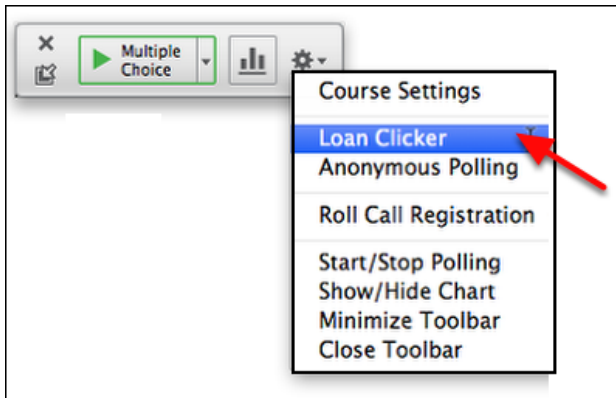 Multiple
Choice
Course Settings
Loan Clicker
Anonymous Polling
Roll Call Registration
Start/Stop Polling
Show/Hide Chart
Minimize Toolbar
Close Toolbar